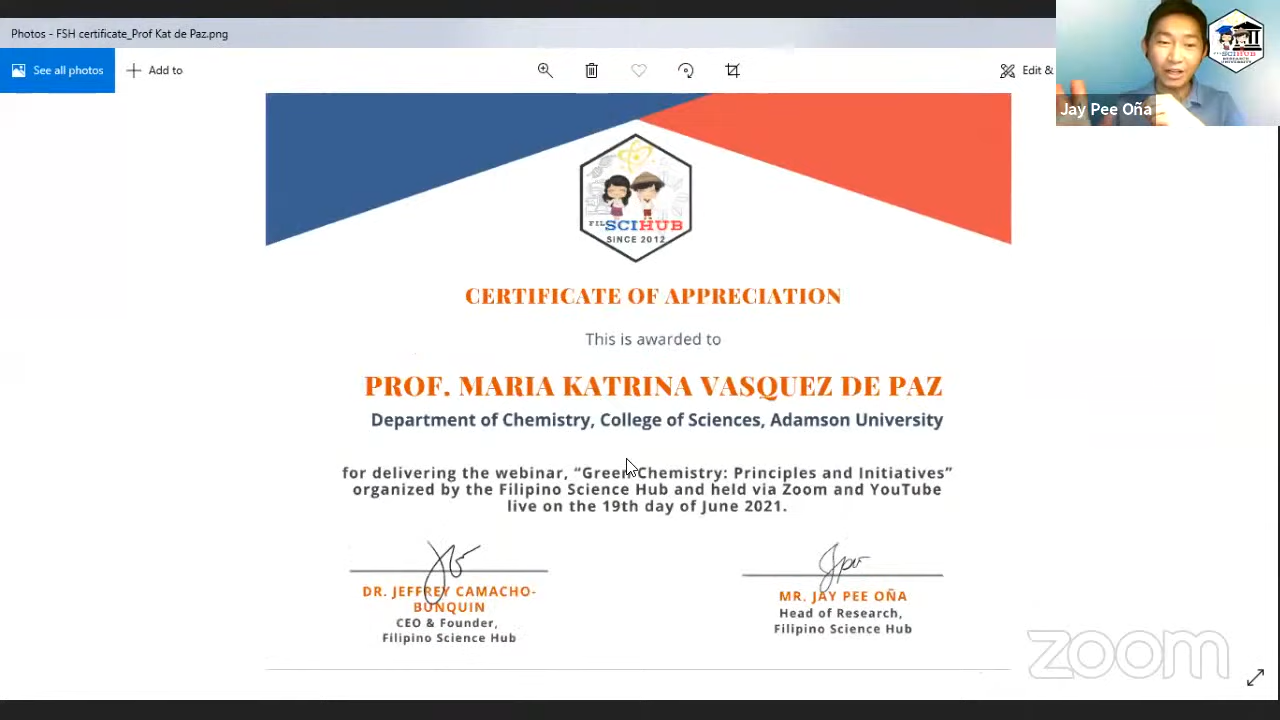 Photos - FSH certificate_Prof Kat de Paz.png
See all photos
Add to
Edit &
Jay Pee Oña
FIL SCIHUB
SINCE 2012
CERTIFICATE OF APPRECIATION
This is awarded to
PROF. MARIA KATRINA VASQUEZ DE PAZ
Department of Chemistry, College of Sciences, Adamson University
for delivering the webinar, “Green Chemistry: Principles and Initiatives”
organized by the Filipino Science Hub and held via Zoom and YouTube
live on the 19th day of June 2021.
DR. JEFFREY CAMACHO-
BUNQUIN
CEO & Founder,
Filipino Science Hub
MR. JAY PEE OÑA
Head of Research,
Filipino Science Hub
zoom